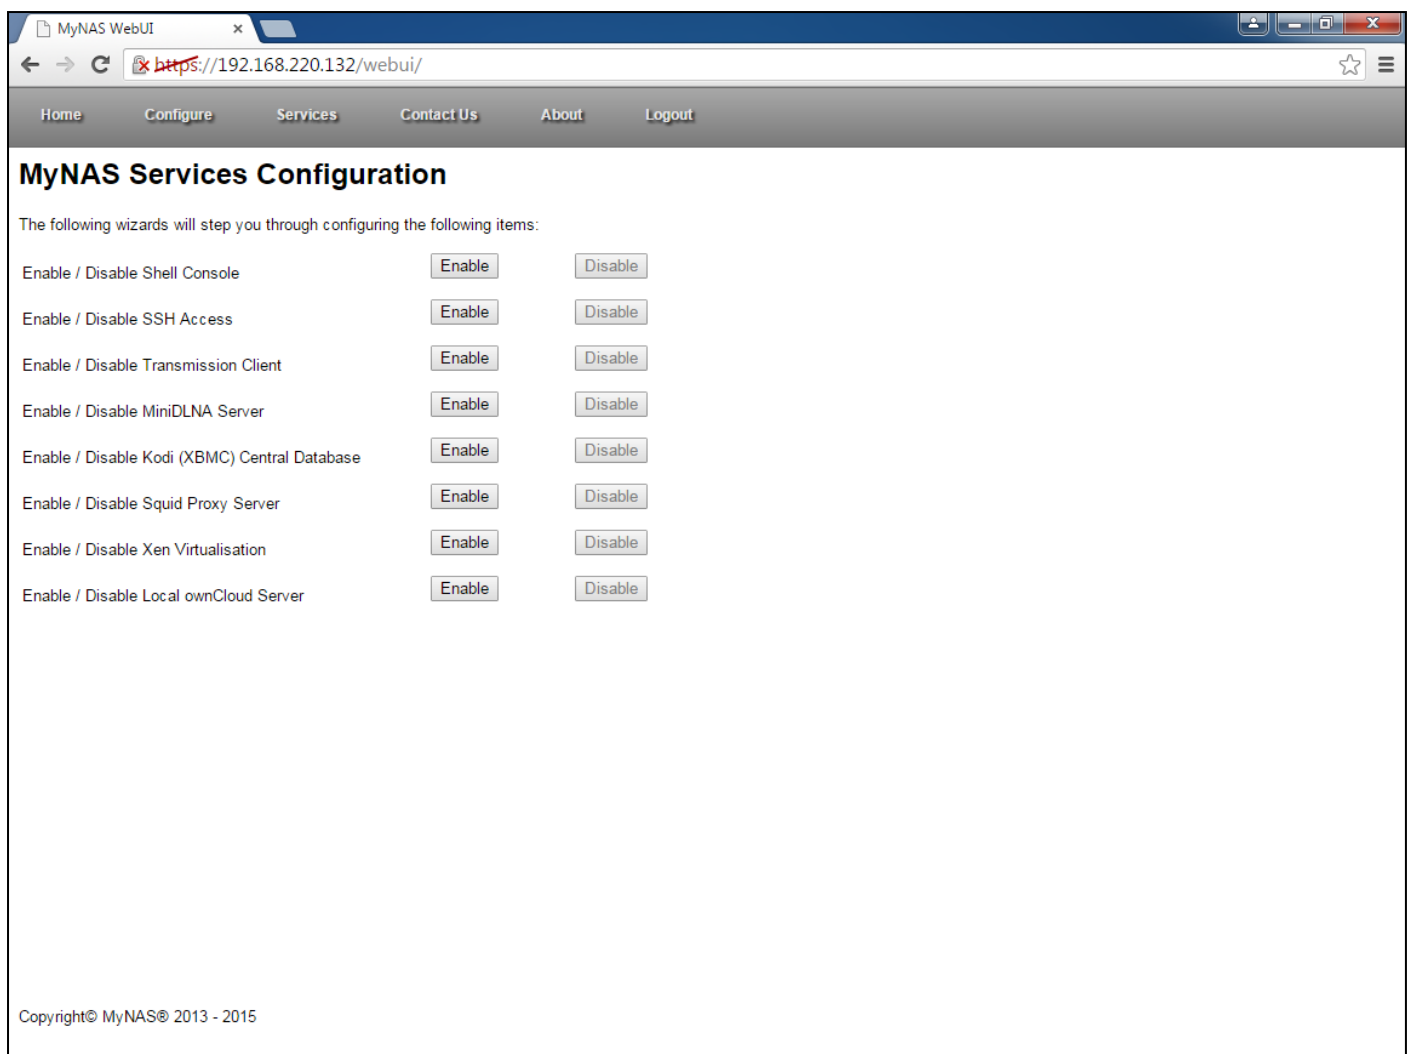 MyNAS WebUI
https://192.168.220.132/webui/
Home Configure Services Contact Us About Logout
MyNAS Services Configuration
The following wizards will step you through configuring the following items:
Enable / Disable Shell Console Enable Disable
Enable / Disable SSH Access Enable Disable
Enable / Disable Transmission Client Enable Disable
Enable / Disable MiniDLNA Server Enable Disable
Enable / Disable Kodi (XBMC) Central Database Enable Disable
Enable / Disable Squid Proxy Server Enable Disable
Enable / Disable Xen Virtualisation Enable Disable
Enable / Disable Local ownCloud Server Enable Disable
Copyright© MyNAS® 2013 - 2015